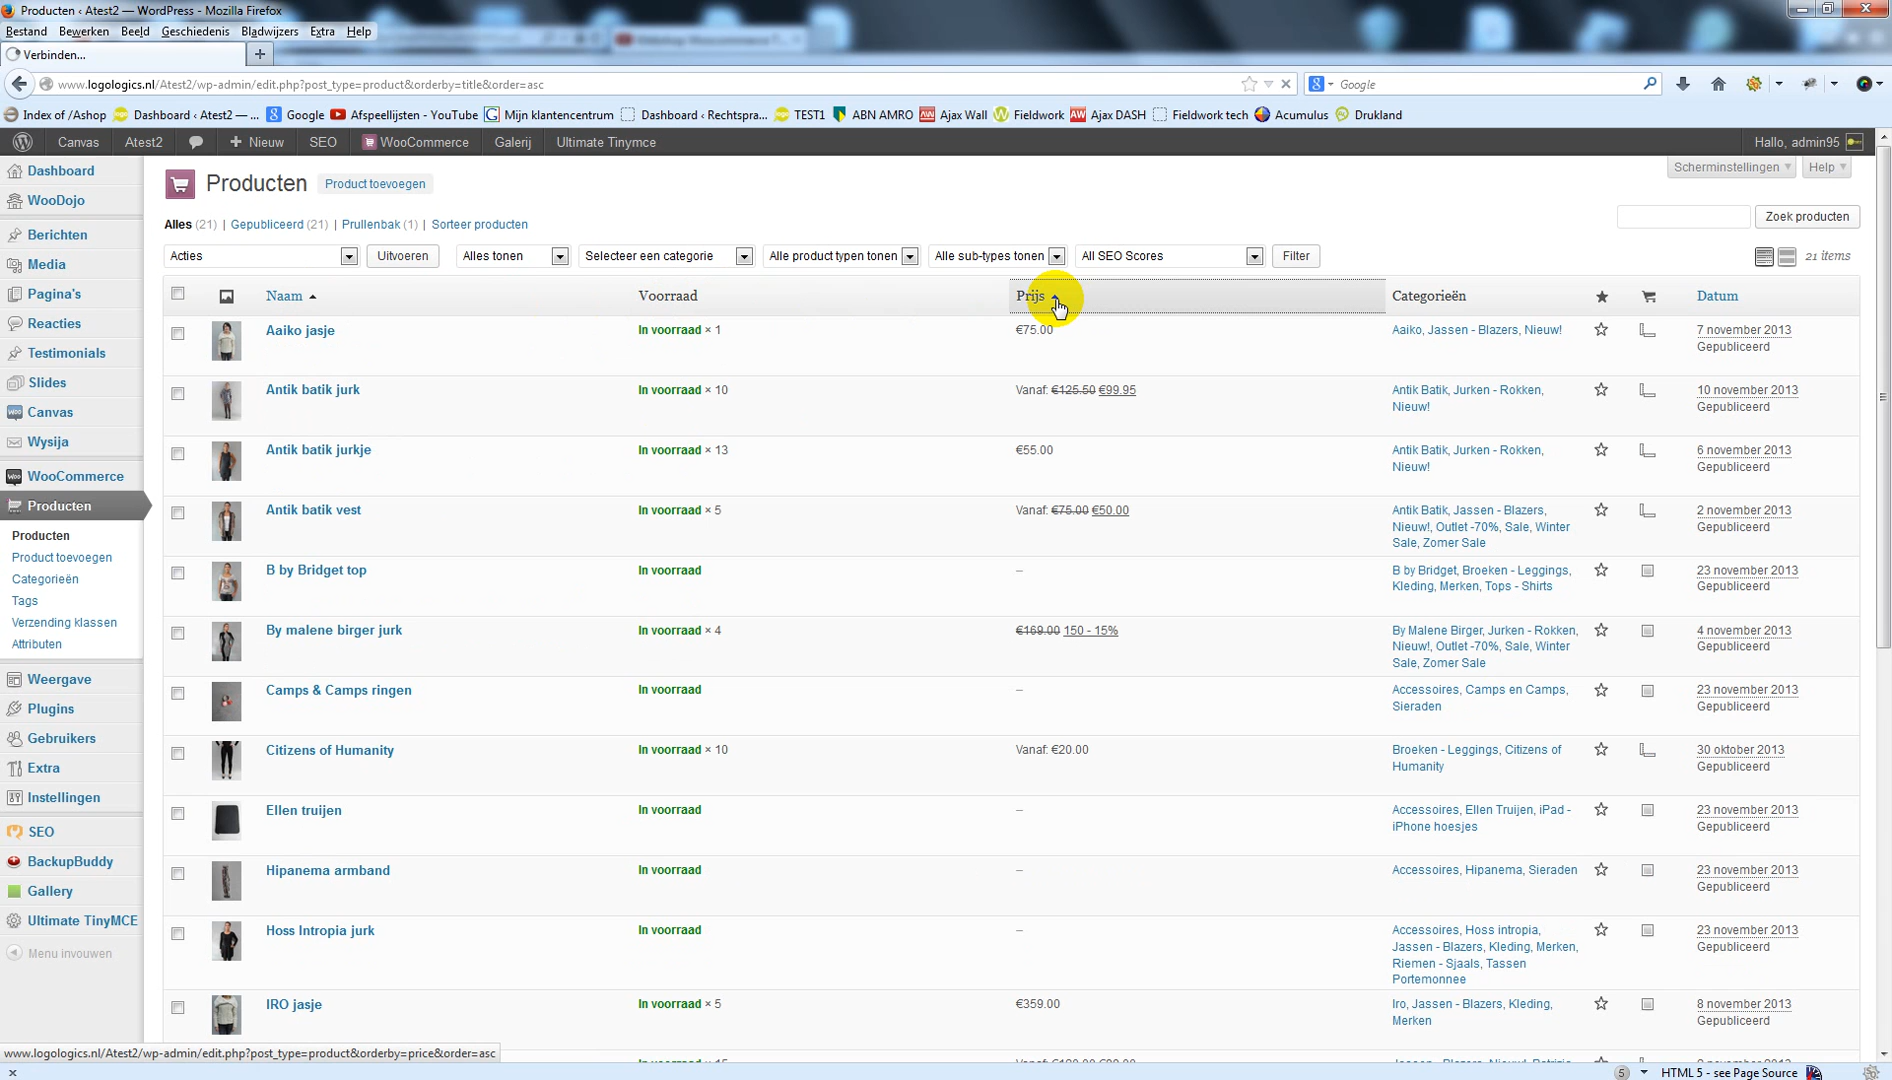 Producten ‹ Atest2 — WordPress - Mozilla Firefox
Bestand Bewerken Beeld Geschiedenis Bladwijzers Extra Help
Verbinden... +
www.logologics.nl/Atest2/wp-admin/edit.php?post_type=product&orderby=title&order=asc Google
Index of /Ashop Dashboard ‹ Atest2 — ... Google Afspeellijsten - YouTube Mijn klantencentrum Dashboard ‹ Rechtspra... TEST1 ABN AMRO Ajax Wall Fieldwork Ajax DASH Fieldwork tech Acumulus Drukland
Canvas Atest2 + Nieuw SEO WooCommerce Galerij Ultimate Tinymce Hallo, admin95
Scherminstellingen Help
Producten Product toevoegen
Alles (21) | Gepubliceerd (21) | Prullenbak (1) | Sorteer producten
Zoek producten
Acties Uitvoeren Alles tonen Selecteer een categorie Alle product typen tonen Alle sub-types tonen All SEO Scores Filter 21 items
Naam Voorraad Prijs Categorieën Datum
Aaiko jasje In voorraad × 1 €75.00 Aaiko, Jassen - Blazers, Nieuw! 7 november 2013
Gepubliceerd
Antik batik jurk In voorraad × 10 Vanaf: €125.50 €99.95 Antik Batik, Jurken - Rokken, 10 november 2013
Nieuw! Gepubliceerd
Antik batik jurkje In voorraad × 13 €55.00 Antik Batik, Jurken - Rokken, 6 november 2013
Nieuw! Gepubliceerd
Antik batik vest In voorraad × 5 Vanaf: €75.00 €50.00 Antik Batik, Jassen - Blazers, 2 november 2013
Nieuw!, Outlet -70%, Sale, Winter Gepubliceerd
Sale, Zomer Sale
B by Bridget top In voorraad – B by Bridget, Broeken - Leggings, 23 november 2013
Kleding, Merken, Tops - Shirts Gepubliceerd
By malene birger jurk In voorraad × 4 €169.00 150 - 15% By Malene Birger, Jurken - Rokken, 4 november 2013
Nieuw!, Outlet -70%, Sale, Winter Gepubliceerd
Sale, Zomer Sale
Camps & Camps ringen In voorraad – Accessoires, Camps en Camps, 23 november 2013
Sieraden Gepubliceerd
Citizens of Humanity In voorraad × 10 Vanaf: €20.00 Broeken - Leggings, Citizens of 30 oktober 2013
Humanity Gepubliceerd
Ellen truijen In voorraad – Accessoires, Ellen Truijen, iPad - 23 november 2013
iPhone hoesjes Gepubliceerd
Hipanema armband In voorraad – Accessoires, Hipanema, Sieraden 23 november 2013
Gepubliceerd
Hoss Intropia jurk In voorraad – Accessoires, Hoss intropia, 23 november 2013
Jassen - Blazers, Kleding, Merken, Gepubliceerd
Riemen - Sjaals, Tassen
Portemonnee
IRO jasje In voorraad × 5 €359.00 Iro, Jassen - Blazers, Kleding, 8 november 2013
Merken Gepubliceerd
Dashboard
WooDojo
Berichten
Media
Pagina's
Reacties
Testimonials
Slides
Canvas
Wysija
WooCommerce
Producten
Producten
Product toevoegen
Categorieën
Tags
Verzending klassen
Attributen
Weergave
Plugins
Gebruikers
Extra
Instellingen
SEO
BackupBuddy
Gallery
Ultimate TinyMCE
Menu invouwen
www.logologics.nl/Atest2/wp-admin/edit.php?post_type=product&orderby=price&order=asc
5 HTML 5 - see Page Source